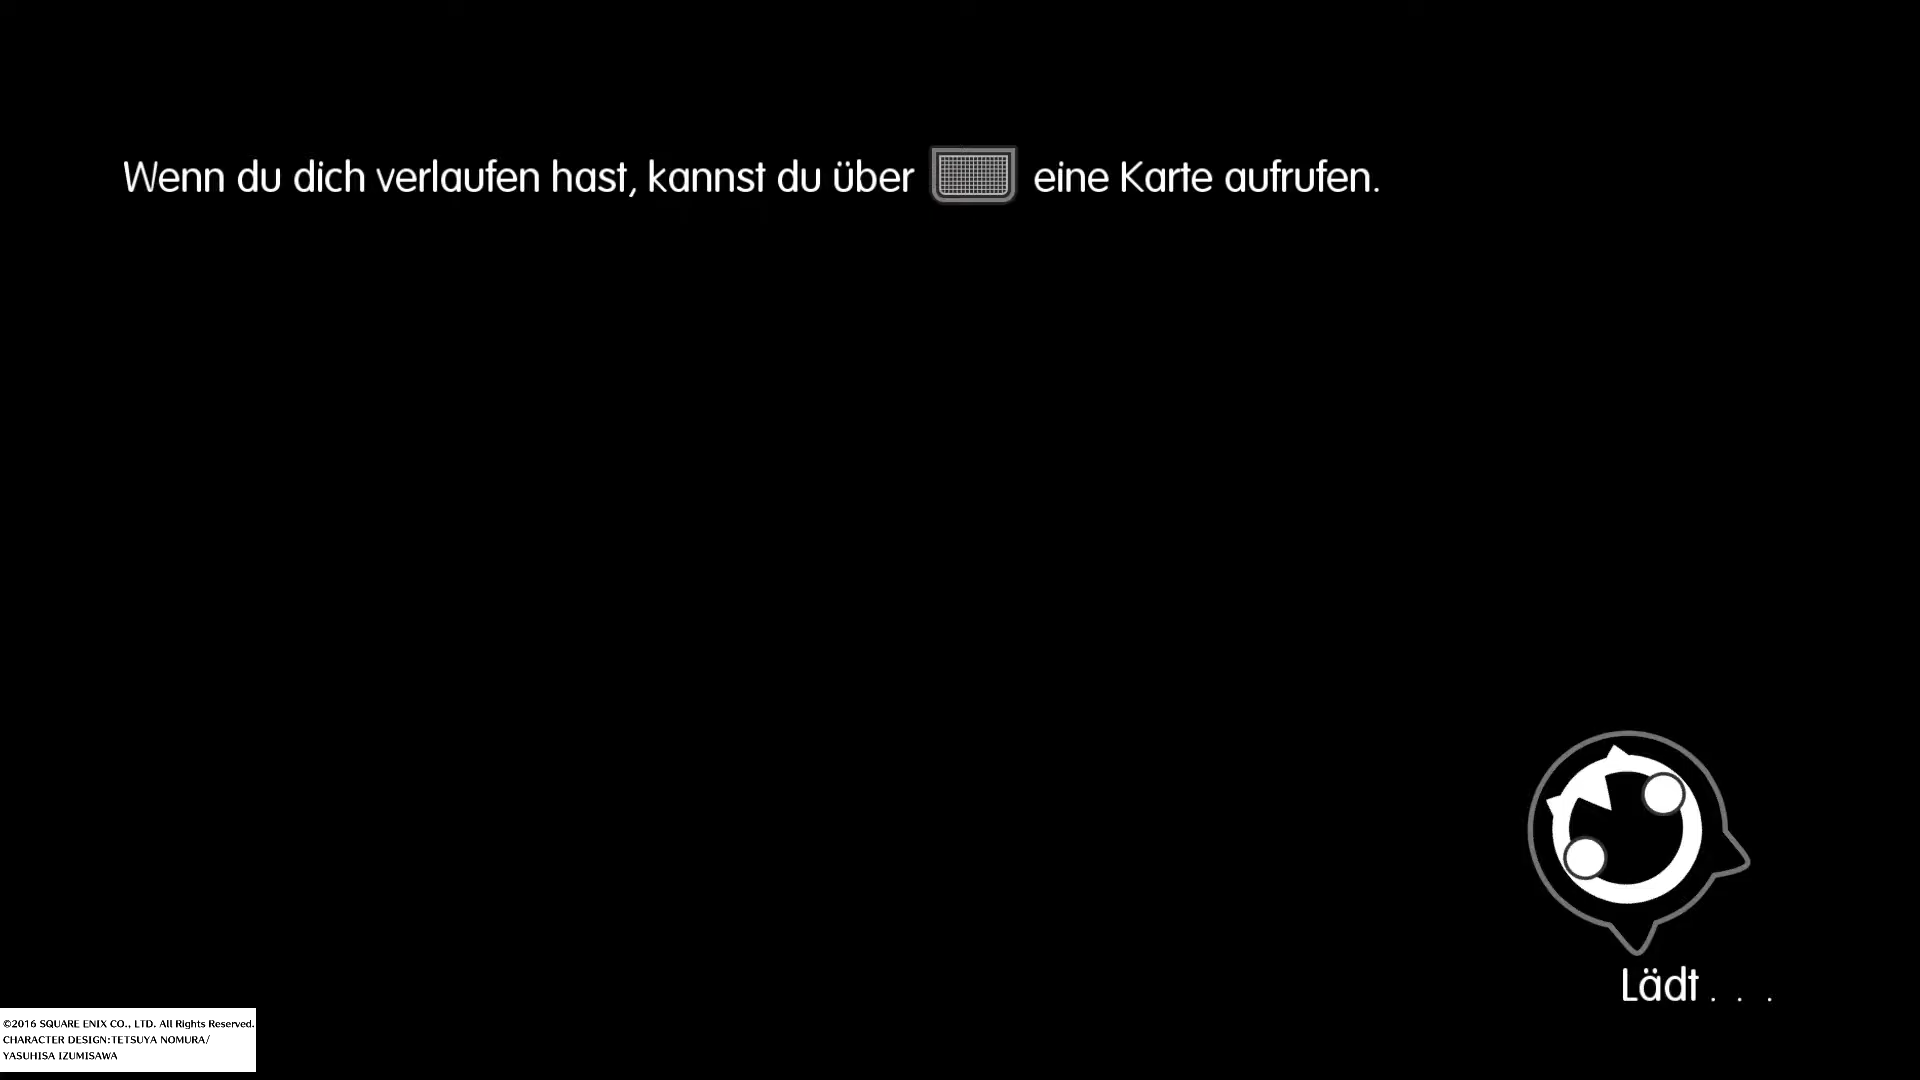 Wenn du dich verlaufen hast, kannst du über eine Karte aufrufen.
Lädt . . .
©2016 SQUARE ENIX CO., LTD. All Rights Reserved.
CHARACTER DESIGN:TETSUYA NOMURA/
YASUHISA IZUMISAWA